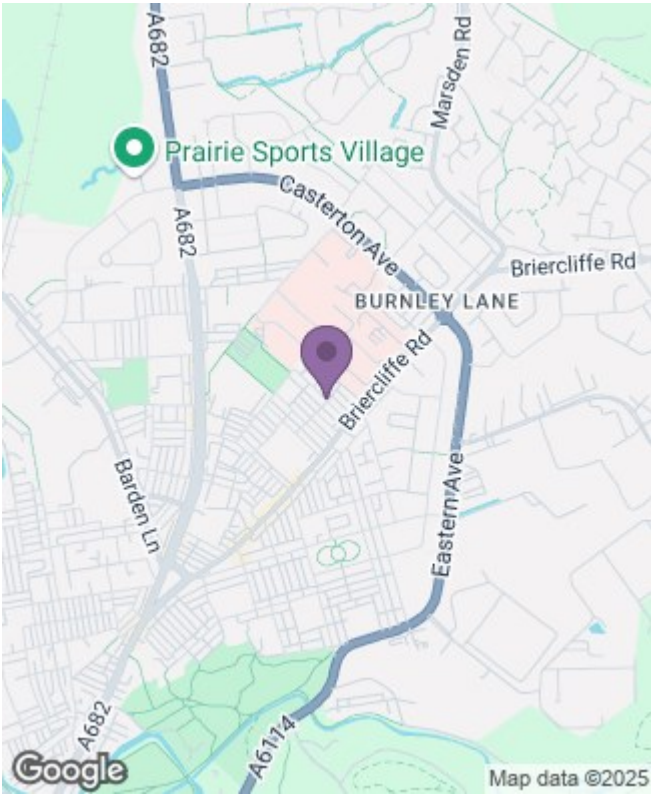 A682
Marsden Rd
Prairie Sports Village
A682
Casterton Ave
Briercliffe Rd
BURNLEY LANE
Briercliffe Rd
Barden Ln
Eastern Ave
A682
A6114
Google
Map data ©2025